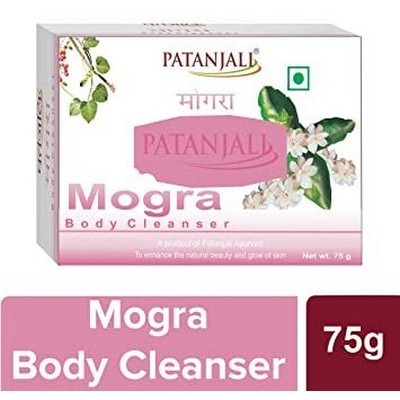 PATANJALI®
मोगरा
PATANJALI
Mogra
Body Cleanser
A product of Patanjali Ayurved
To enhance the natural beauty and glow of skin
Net wt. 75 g
Mogra
Body Cleanser
75g